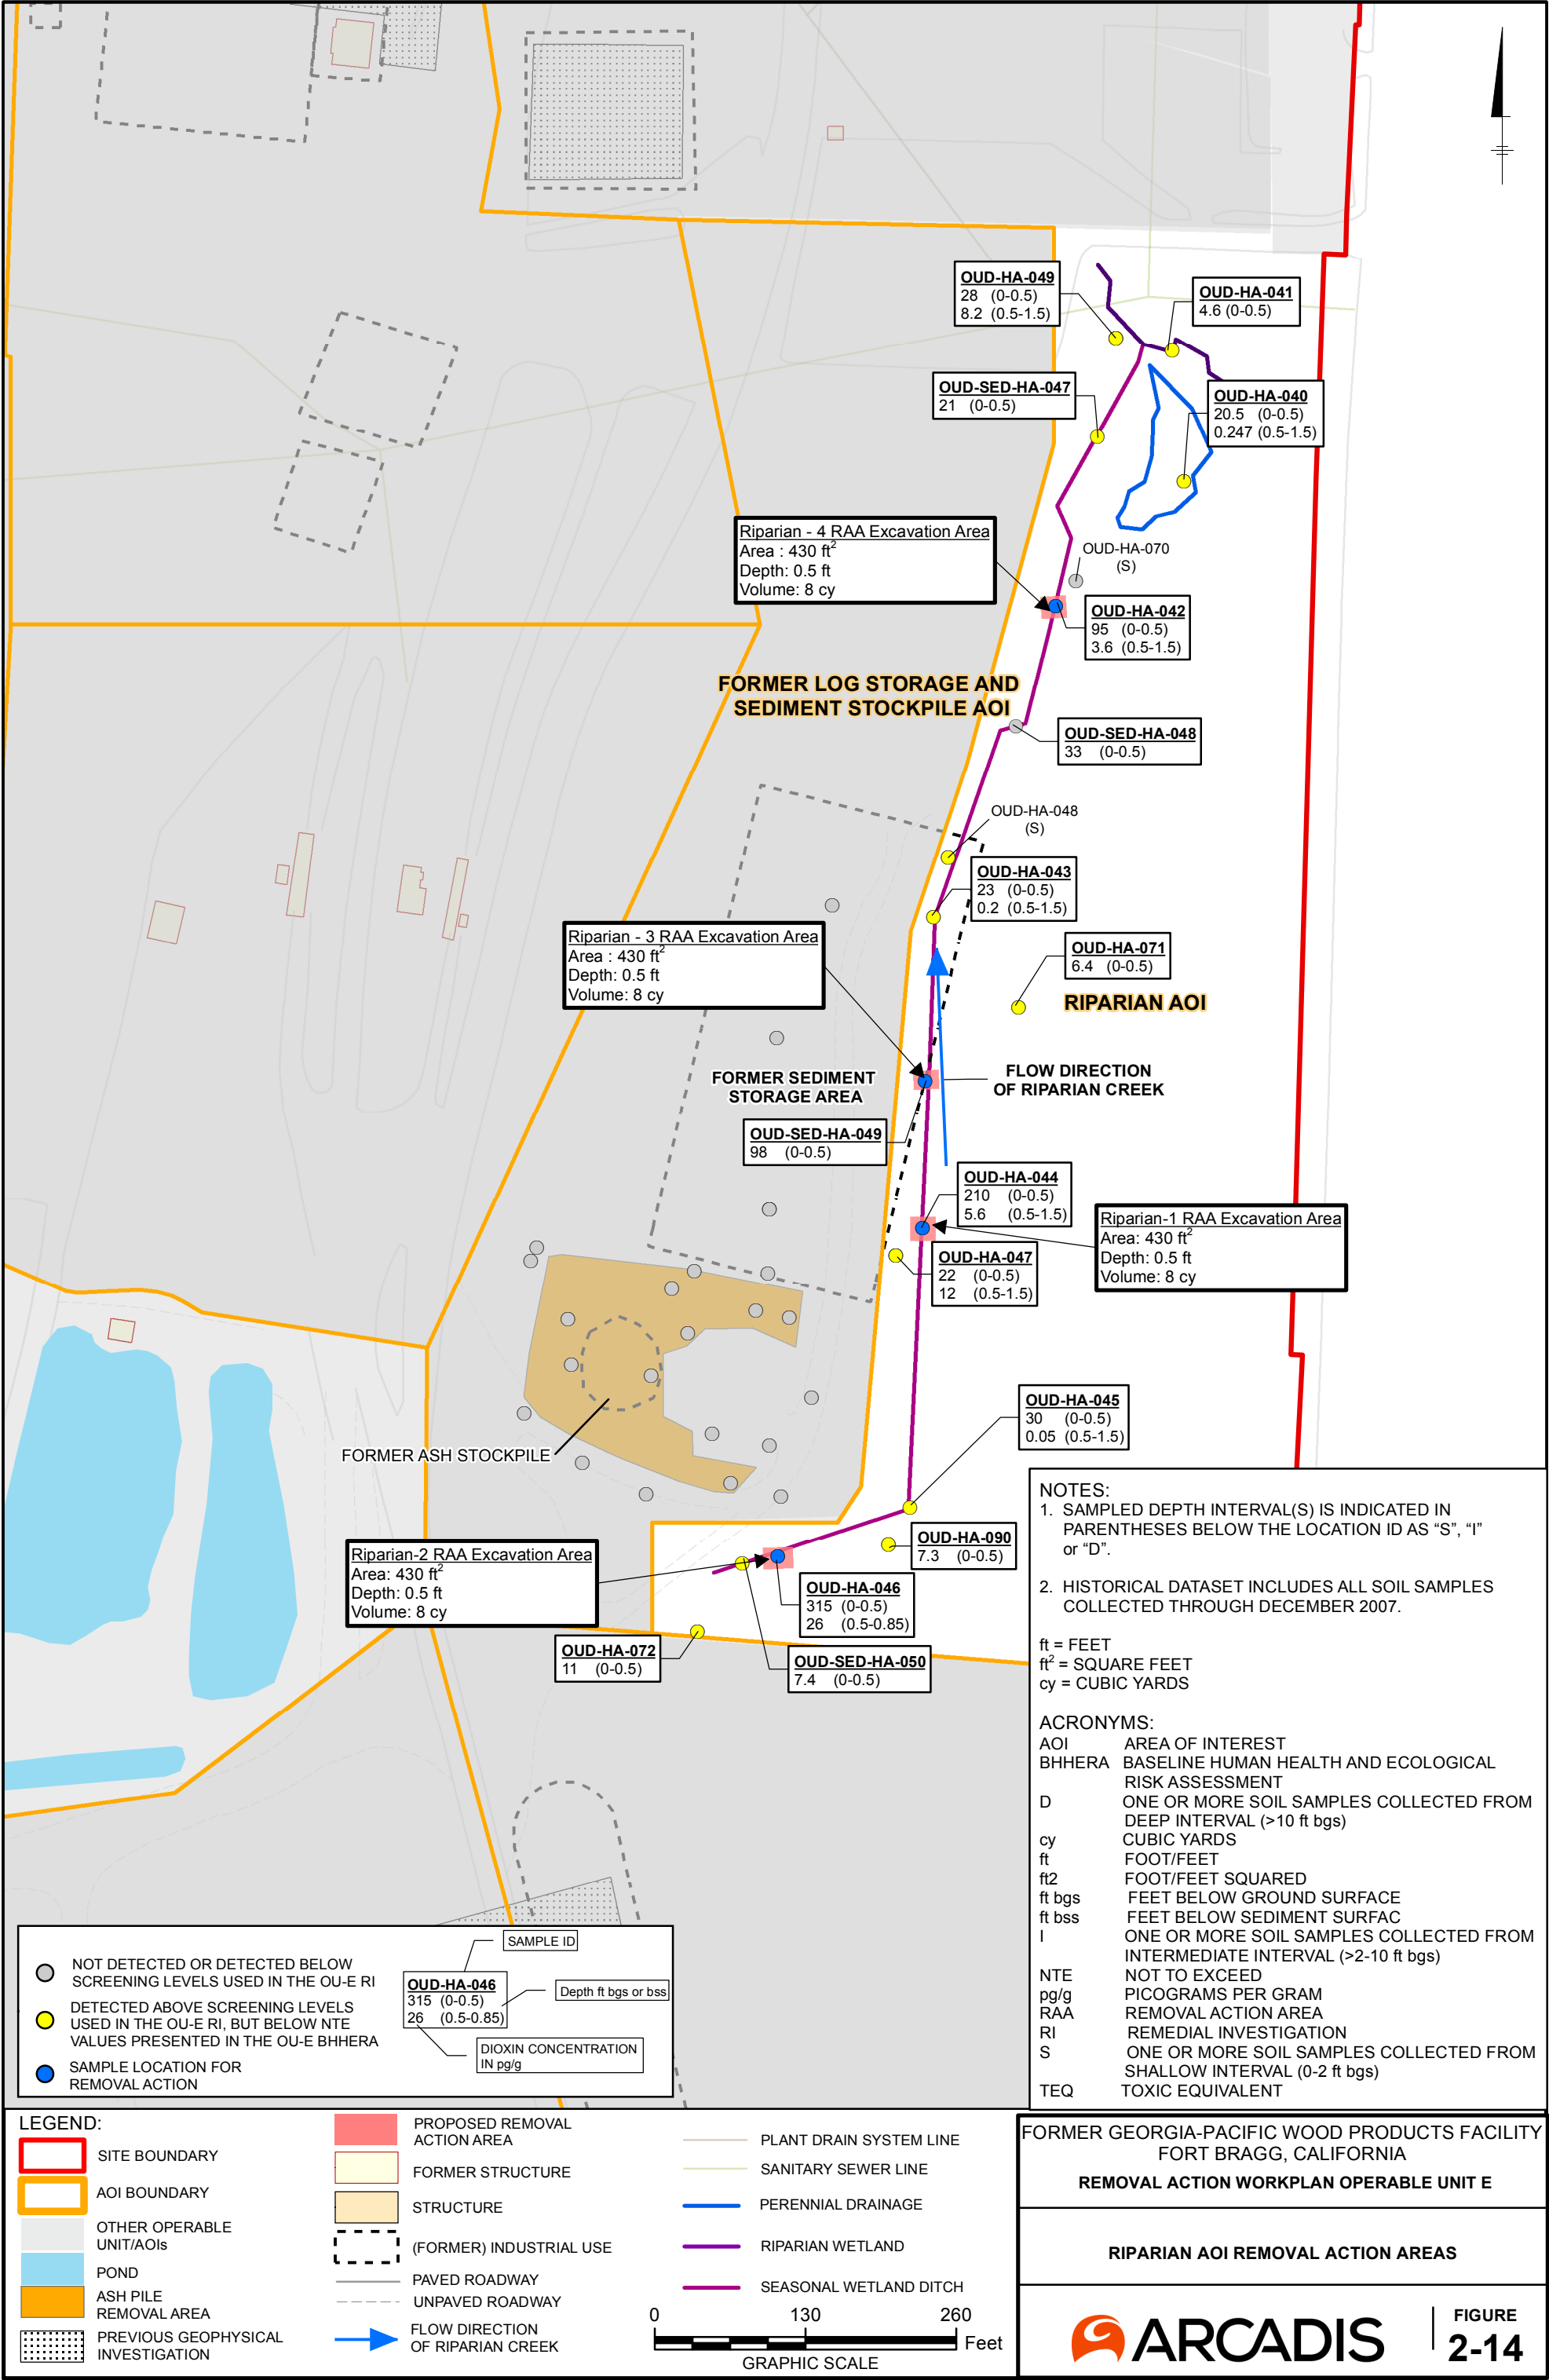 OUD-HA-049
28 (0-0.5)
8.2 (0.5-1.5)
OUD-HA-041
4.6 (0-0.5)
OUD-SED-HA-047
21 (0-0.5)
OUD-HA-040
20.5 (0-0.5)
0.247 (0.5-1.5)
Riparian - 4 RAA Excavation Area
Area : 430 ft2
Depth: 0.5 ft
Volume: 8 cy
OUD-HA-070
(S)
OUD-HA-042
95 (0-0.5)
3.6 (0.5-1.5)
FORMER LOG STORAGE AND
SEDIMENT STOCKPILE AOI
OUD-SED-HA-048
33 (0-0.5)
OUD-HA-048
(S)
OUD-HA-043
23 (0-0.5)
0.2 (0.5-1.5)
Riparian - 3 RAA Excavation Area
Area : 430 ft2
Depth: 0.5 ft
Volume: 8 cy
OUD-HA-071
6.4 (0-0.5)
RIPARIAN AOI
FORMER SEDIMENT
STORAGE AREA
FLOW DIRECTION
OF RIPARIAN CREEK
OUD-SED-HA-049
98 (0-0.5)
OUD-HA-044
210 (0-0.5)
5.6 (0.5-1.5)
Riparian-1 RAA Excavation Area
Area: 430 ft2
Depth: 0.5 ft
Volume: 8 cy
OUD-HA-047
22 (0-0.5)
12 (0.5-1.5)
OUD-HA-045
30 (0-0.5)
0.05 (0.5-1.5)
FORMER ASH STOCKPILE
OUD-HA-090
7.3 (0-0.5)
Riparian-2 RAA Excavation Area
Area: 430 ft2
Depth: 0.5 ft
Volume: 8 cy
OUD-HA-046
315 (0-0.5)
26 (0.5-0.85)
OUD-HA-072
11 (0-0.5)
OUD-SED-HA-050
7.4 (0-0.5)
NOTES:
1. SAMPLED DEPTH INTERVAL(S) IS INDICATED IN
PARENTHESES BELOW THE LOCATION ID AS “S”, “I”
or “D”.
2. HISTORICAL DATASET INCLUDES ALL SOIL SAMPLES
COLLECTED THROUGH DECEMBER 2007.
ft = FEET
ft2 = SQUARE FEET
cy = CUBIC YARDS
ACRONYMS:
AOI AREA OF INTEREST
BHHERA BASELINE HUMAN HEALTH AND ECOLOGICAL
RISK ASSESSMENT
D ONE OR MORE SOIL SAMPLES COLLECTED FROM
DEEP INTERVAL (>10 ft bgs)
cy CUBIC YARDS
ft FOOT/FEET
ft2 FOOT/FEET SQUARED
ft bgs FEET BELOW GROUND SURFACE
ft bss FEET BELOW SEDIMENT SURFAC
I ONE OR MORE SOIL SAMPLES COLLECTED FROM
INTERMEDIATE INTERVAL (>2-10 ft bgs)
NTE NOT TO EXCEED
pg/g PICOGRAMS PER GRAM
RAA REMOVAL ACTION AREA
RI REMEDIAL INVESTIGATION
S ONE OR MORE SOIL SAMPLES COLLECTED FROM
SHALLOW INTERVAL (0-2 ft bgs)
TEQ TOXIC EQUIVALENT
NOT DETECTED OR DETECTED BELOW
SCREENING LEVELS USED IN THE OU-E RI
DETECTED ABOVE SCREENING LEVELS
USED IN THE OU-E RI, BUT BELOW NTE
VALUES PRESENTED IN THE OU-E BHHERA
SAMPLE LOCATION FOR
REMOVAL ACTION
SAMPLE ID
OUD-HA-046
315 (0-0.5)
26 (0.5-0.85)
Depth ft bgs or bss
DIOXIN CONCENTRATION
IN pg/g
LEGEND:
SITE BOUNDARY
AOI BOUNDARY
OTHER OPERABLE
UNIT/AOIs
POND
ASH PILE
REMOVAL AREA
PREVIOUS GEOPHYSICAL
INVESTIGATION
PROPOSED REMOVAL
ACTION AREA
FORMER STRUCTURE
STRUCTURE
(FORMER) INDUSTRIAL USE
PAVED ROADWAY
UNPAVED ROADWAY
FLOW DIRECTION
OF RIPARIAN CREEK
PLANT DRAIN SYSTEM LINE
SANITARY SEWER LINE
PERENNIAL DRAINAGE
RIPARIAN WETLAND
SEASONAL WETLAND DITCH
0 130 260
Feet
GRAPHIC SCALE
FORMER GEORGIA-PACIFIC WOOD PRODUCTS FACILITY
FORT BRAGG, CALIFORNIA
REMOVAL ACTION WORKPLAN OPERABLE UNIT E
RIPARIAN AOI REMOVAL ACTION AREAS
ARCADIS
FIGURE
2-14